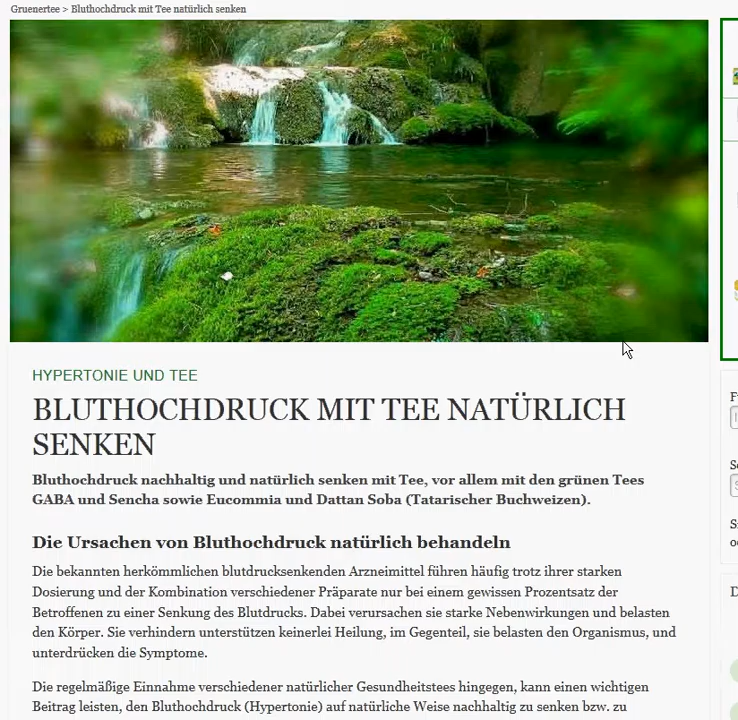 Gruenertee > Bluthochdruck mit Tee natürlich senken
HYPERTONIE UND TEE
BLUTHOCHDRUCK MIT TEE NATÜRLICH
SENKEN
Bluthochdruck nachhaltig und natürlich senken mit Tee, vor allem mit den grünen Tees
GABA und Sencha sowie Eucommia und Dattan Soba (Tatarischer Buchweizen).
Die Ursachen von Bluthochdruck natürlich behandeln
Die bekannten herkömmlichen blutdrucksenkenden Arzneimittel führen häufig trotz ihrer starken
Dosierung und der Kombination verschiedener Präparate nur bei einem gewissen Prozentsatz der
Betroffenen zu einer Senkung des Blutdrucks. Dabei verursachen sie starke Nebenwirkungen und belasten
den Körper. Sie verhindern unterstützen keinerlei Heilung, im Gegenteil, sie belasten den Organismus, und
unterdrücken die Symptome.
Die regelmäßige Einnahme verschiedener natürlicher Gesundheitstees hingegen, kann einen wichtigen
Beitrag leisten, den Bluthochdruck (Hypertonie) auf natürliche Weise nachhaltig zu senken bzw. zu